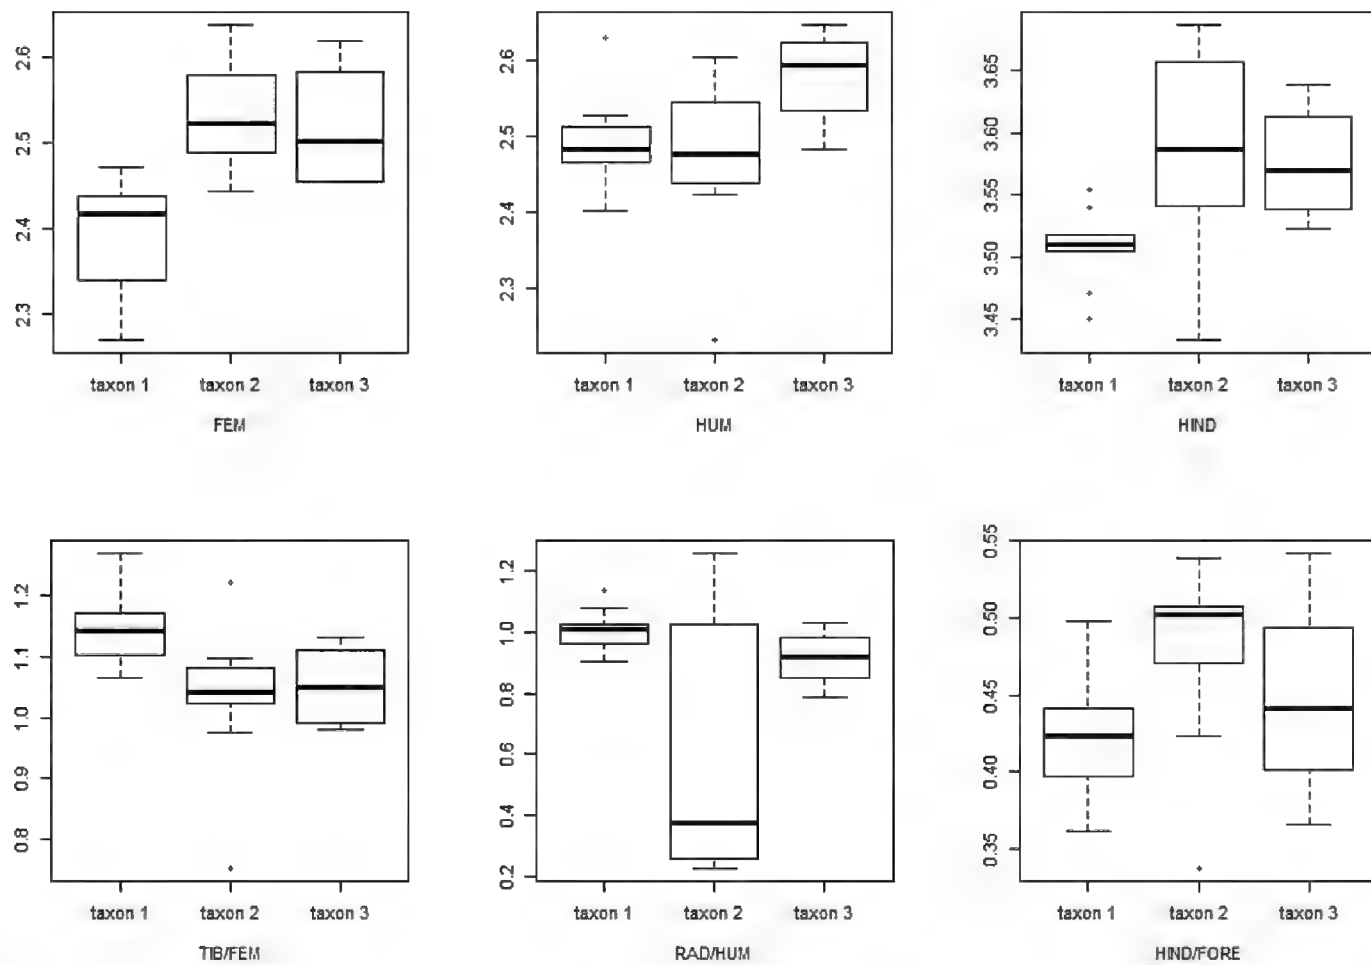 2.6
2.5
2.4
2.3
taxon 1 taxon 2 taxon 3
FEM
2.6
2.5
2.4
2.3
taxon 1 taxon 2 taxon 3
HUM
3.65
3.60
3.55
3.50
3.45
taxon 1 taxon 2 taxon 3
HIND
1.2
1.1
1.0
0.9
0.8
taxon 1 taxon 2 taxon 3
TIB/FEM
1.2
1.0
0.8
0.6
0.4
0.2
taxon 1 taxon 2 taxon 3
RAD/HUM
0.55
0.50
0.45
0.40
0.35
taxon 1 taxon 2 taxon 3
HIND/FORE